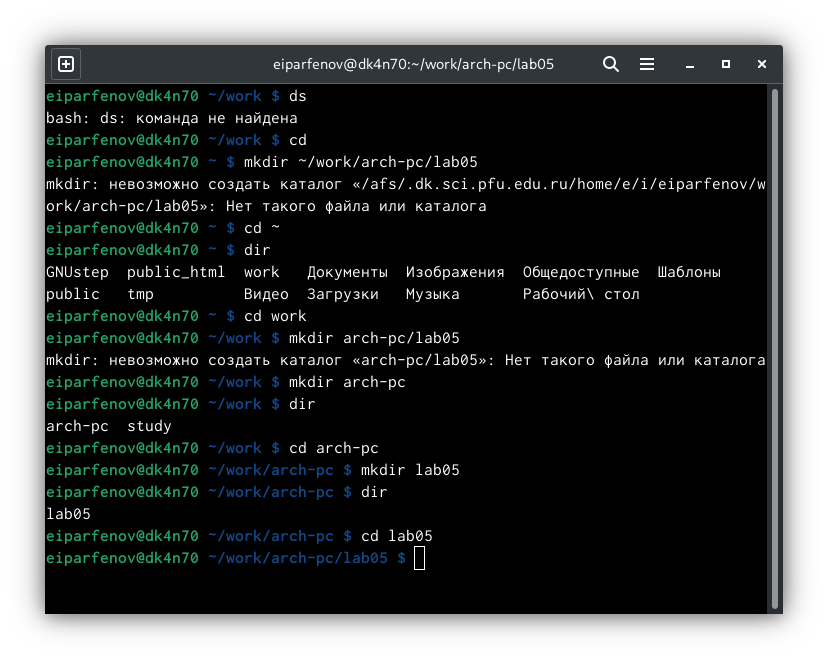 eiparfenov@dk4n70:~/work/arch-pc/lab05
eiparfenov@dk4n70 ~/work $ ds
bash: ds: команда не найдена
eiparfenov@dk4n70 ~/work $ cd
eiparfenov@dk4n70 ~ $ mkdir ~/work/arch-pc/lab05
mkdir: невозможно создать каталог «/afs/.dk.sci.pfu.edu.ru/home/e/i/eiparfenov/w
ork/arch-pc/lab05»: Нет такого файла или каталога
eiparfenov@dk4n70 ~ $ cd ~
eiparfenov@dk4n70 ~ $ dir
GNUstep  public_html  work   Документы  Изображения  Общедоступные  Шаблоны
public   tmp          Видео  Загрузки   Музыка       Рабочий\ стол
eiparfenov@dk4n70 ~ $ cd work
eiparfenov@dk4n70 ~/work $ mkdir arch-pc/lab05
mkdir: невозможно создать каталог «arch-pc/lab05»: Нет такого файла или каталога
eiparfenov@dk4n70 ~/work $ mkdir arch-pc
eiparfenov@dk4n70 ~/work $ dir
arch-pc  study
eiparfenov@dk4n70 ~/work $ cd arch-pc
eiparfenov@dk4n70 ~/work/arch-pc $ mkdir lab05
eiparfenov@dk4n70 ~/work/arch-pc $ dir
lab05
eiparfenov@dk4n70 ~/work/arch-pc $ cd lab05
eiparfenov@dk4n70 ~/work/arch-pc/lab05 $